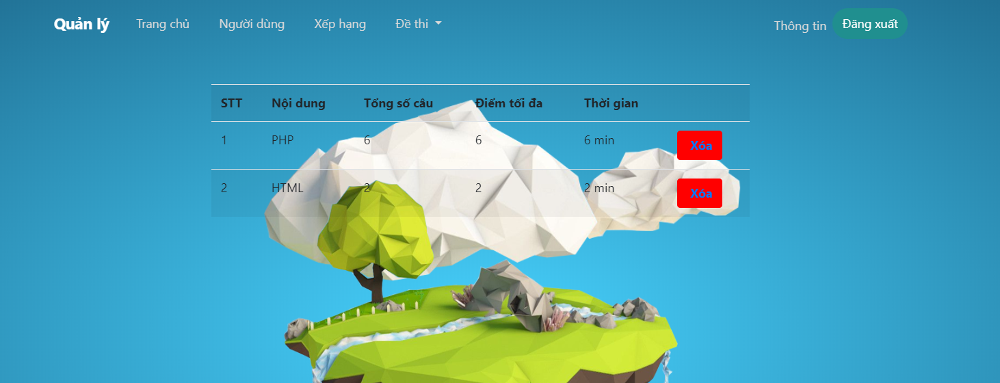 Quản lý Trang chủ Người dùng Xếp hạng Đề thi Thông tin Đăng xuất
STT Nội dung Tổng số câu Điểm tối đa Thời gian
1 PHP 6 6 6 min Xóa
2 HTML 2 2 2 min Xóa